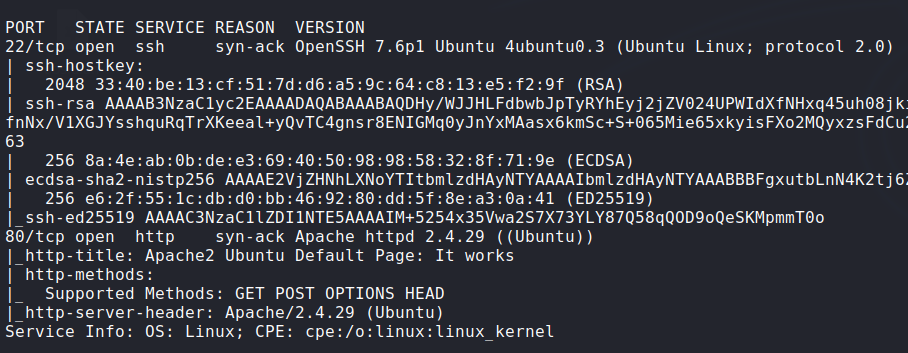 PORT   STATE SERVICE REASON  VERSION
22/tcp open  ssh     syn-ack OpenSSH 7.6p1 Ubuntu 4ubuntu0.3 (Ubuntu Linux; protocol 2.0)
| ssh-hostkey:
|   2048 33:40:be:13:cf:51:7d:d6:a5:9c:64:c8:13:e5:f2:9f (RSA)
| ssh-rsa AAAAB3NzaC1yc2EAAAADAQABAAABAQDHy/WJJHLFdbwbJpTyRYhEyj2jZV024UPWIdXfNHxq45uh08jki
fnNx/V1XGJYsshquRqTrXKeeal+yQvTC4gnsr8ENIGMq0yJnYxMAasx6kmSc+S+065Mie65xkyisFXo2MQyxzsFdCu2
63
|   256 8a:4e:ab:0b:de:e3:69:40:50:98:98:58:32:8f:71:9e (ECDSA)
| ecdsa-sha2-nistp256 AAAAE2VjZHNhLXNoYTItbmlzdHAyNTYAAAAIbmlzdHAyNTYAAABBBFgxutbLnN4K2tj6Z
|   256 e6:2f:55:1c:db:d0:bb:46:92:80:dd:5f:8e:a3:0a:41 (ED25519)
|_ssh-ed25519 AAAAC3NzaC1lZDI1NTE5AAAAIM+5254x35Vwa2S7X73YLY87Q58qQOD9oQeSKMpmmT0o
80/tcp open  http    syn-ack Apache httpd 2.4.29 ((Ubuntu))
|_http-title: Apache2 Ubuntu Default Page: It works
| http-methods:
|_  Supported Methods: GET POST OPTIONS HEAD
|_http-server-header: Apache/2.4.29 (Ubuntu)
Service Info: OS: Linux; CPE: cpe:/o:linux:linux_kernel